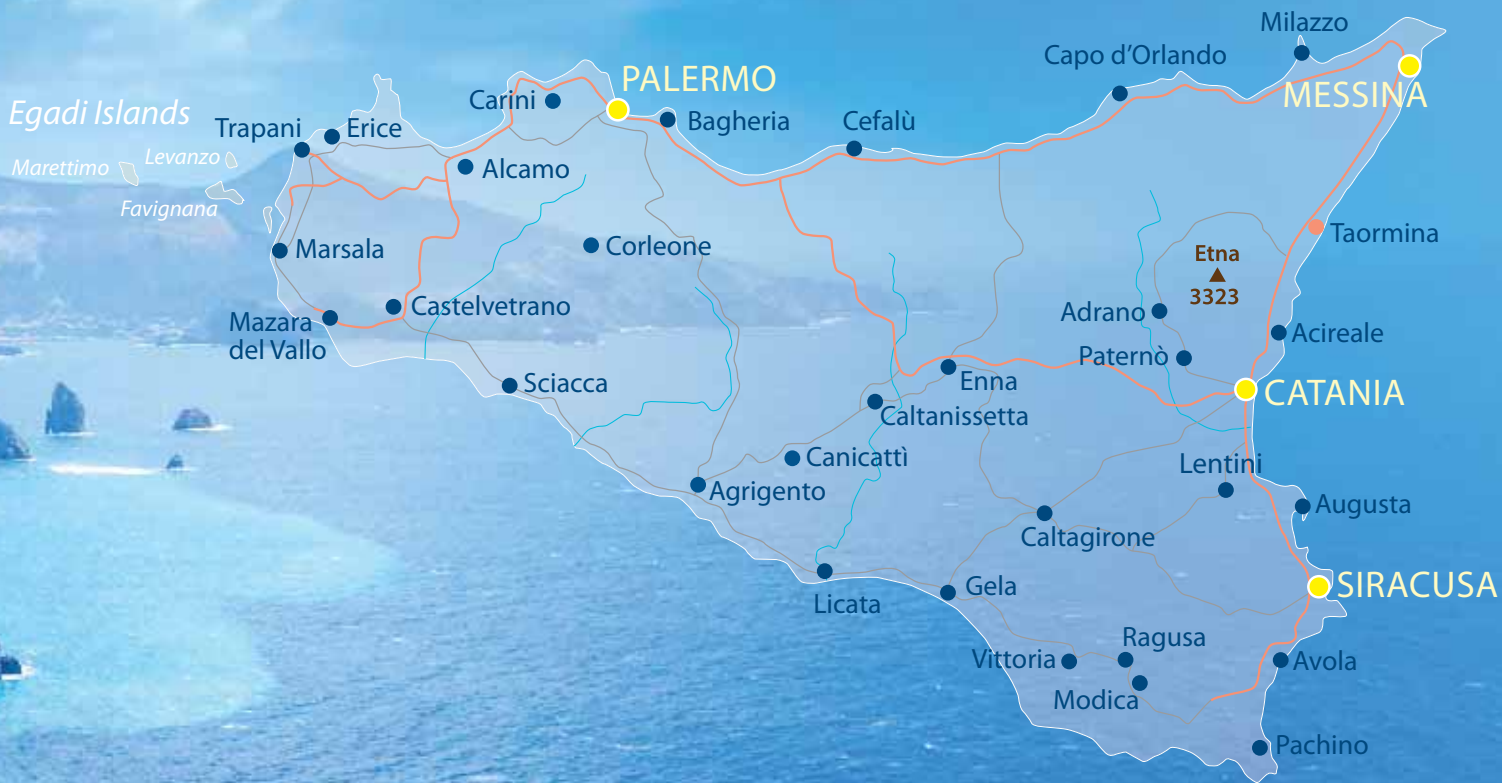 Milazzo
Capo d'Orlando
PALERMO
MESSINA
Carini
Egadi Islands
Trapani
Erice
Bagheria
Cefalù
Marettimo
Levanzo
Alcamo
Favignana
Marsala
Corleone
Taormina
Etna
3323
Castelvetrano
Adrano
Mazara
del Vallo
Acireale
Paternò
Sciacca
Enna
CATANIA
Caltanissetta
Canicattì
Lentini
Agrigento
Augusta
Caltagirone
Gela
SIRACUSA
Licata
Ragusa
Vittoria
Avola
Modica
Pachino